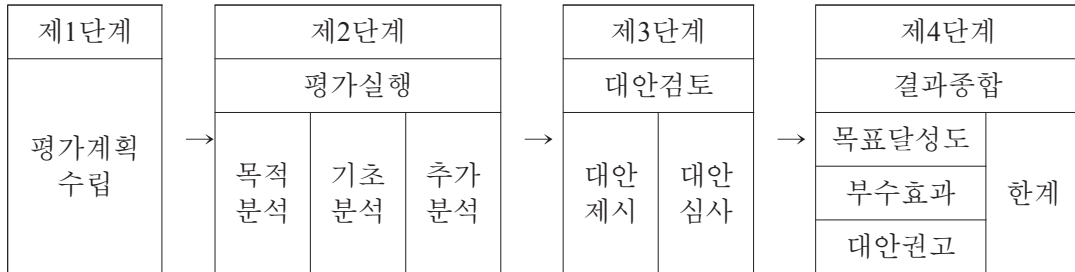 제1단계
평가계획
수립
→
제2단계
평가실행
목적
분석
기초
분석
추가
분석
→
제3단계
대안검토
대안
제시
대안
심사
→
제4단계
결과종합
목표달성도
부수효과
대안권고
한계